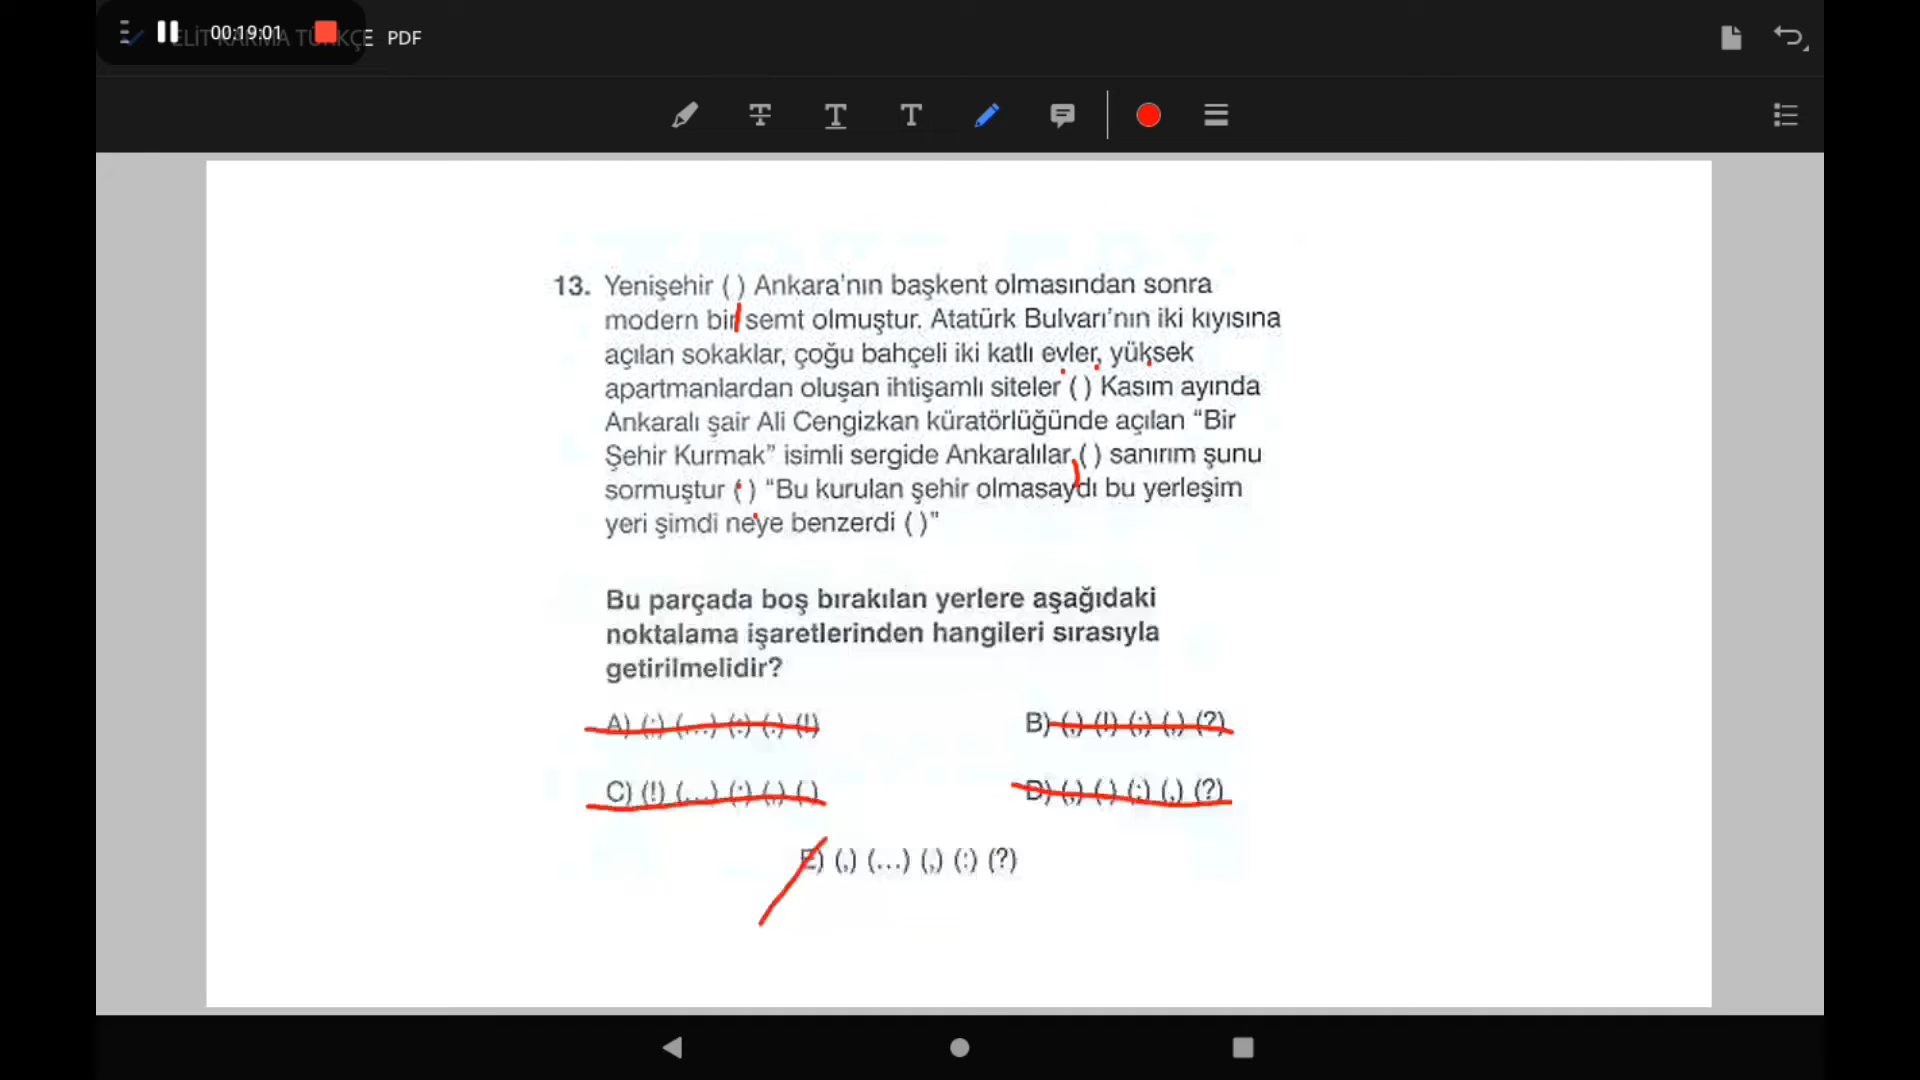 00:19:01
ELİT KARMA TÜRKÇE PDF
13. Yenişehir ( ) Ankara'nın başkent olmasından sonra
modern bir semt olmuştur. Atatürk Bulvarı'nın iki kıyısına
açılan sokaklar, çoğu bahçeli iki katlı evler, yüksek
apartmanlardan oluşan ihtişamlı siteler ( ) Kasım ayında
Ankaralı şair Ali Cengizkan küratörlüğünde açılan “Bir
Şehir Kurmak” isimli sergide Ankaralılar ( ) sanırım şunu
sormuştur ( ) “Bu kurulan şehir olmasaydı bu yerleşim
yeri şimdi neye benzerdi ( )”
Bu parçada boş bırakılan yerlere aşağıdaki
noktalama işaretlerinden hangileri sırasıyla
getirilmelidir?
A) (;) (...) (:) (.) (!)
B) (,) (!) (;) (,) (?)
C) (!) (...) (:) (,) (.)
D) (,) (.) (;) (,) (?)
E) (,) (...) (,) (:) (?)